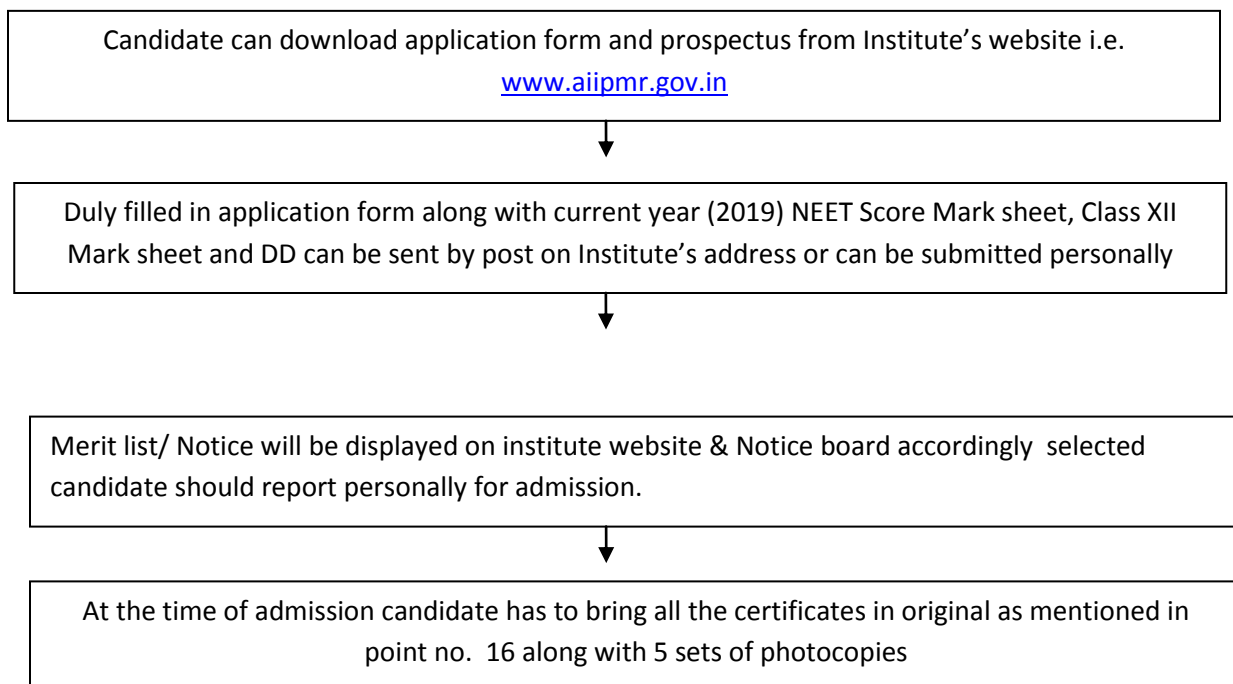 Candidate can download application form and prospectus from Institute’s website i.e.
www.aiipmr.gov.in
Duly filled in application form along with current year (2019) NEET Score Mark sheet, Class XII
Mark sheet and DD can be sent by post on Institute’s address or can be submitted personally
Merit list/ Notice will be displayed on institute website & Notice board accordingly  selected
candidate should report personally for admission.
At the time of admission candidate has to bring all the certificates in original as mentioned in
point no.  16 along with 5 sets of photocopies